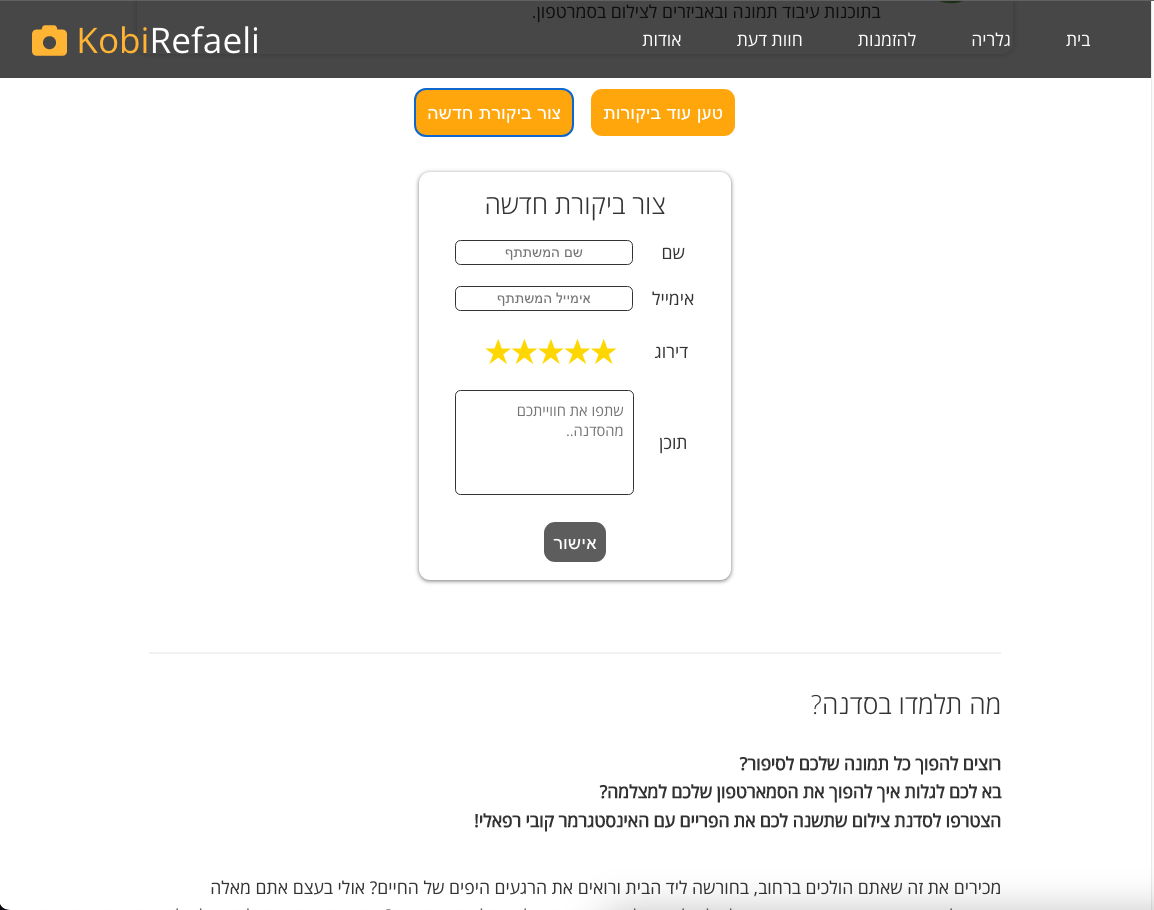 בתוכנות עיבוד תמונה ובאביזרים לצילום בסמרטפון.
KobiRefaeli
בית
גלריה
להזמנות
חוות דעת
אודות
טען עוד ביקורות
צור ביקורת חדשה
צור ביקורת חדשה
שם
שם המשתתף
אימייל
אימייל המשתתף
דירוג
תוכן
שתפו את חווייתכם
מהסדנה..
אישור
מה תלמדו בסדנה?
רוצים להפוך כל תמונה שלכם לסיפור?
בא לכם לגלות איך להפוך את הסמארטפון שלכם למצלמה?
הצטרפו לסדנת צילום שתשנה לכם את הפריים עם האינסטגרמר קובי רפאלי!
מכירים את זה שאתם הולכים ברחוב, בחורשה ליד הבית ורואים את הרגעים היפים של החיים? אולי בעצם אתם מאלה